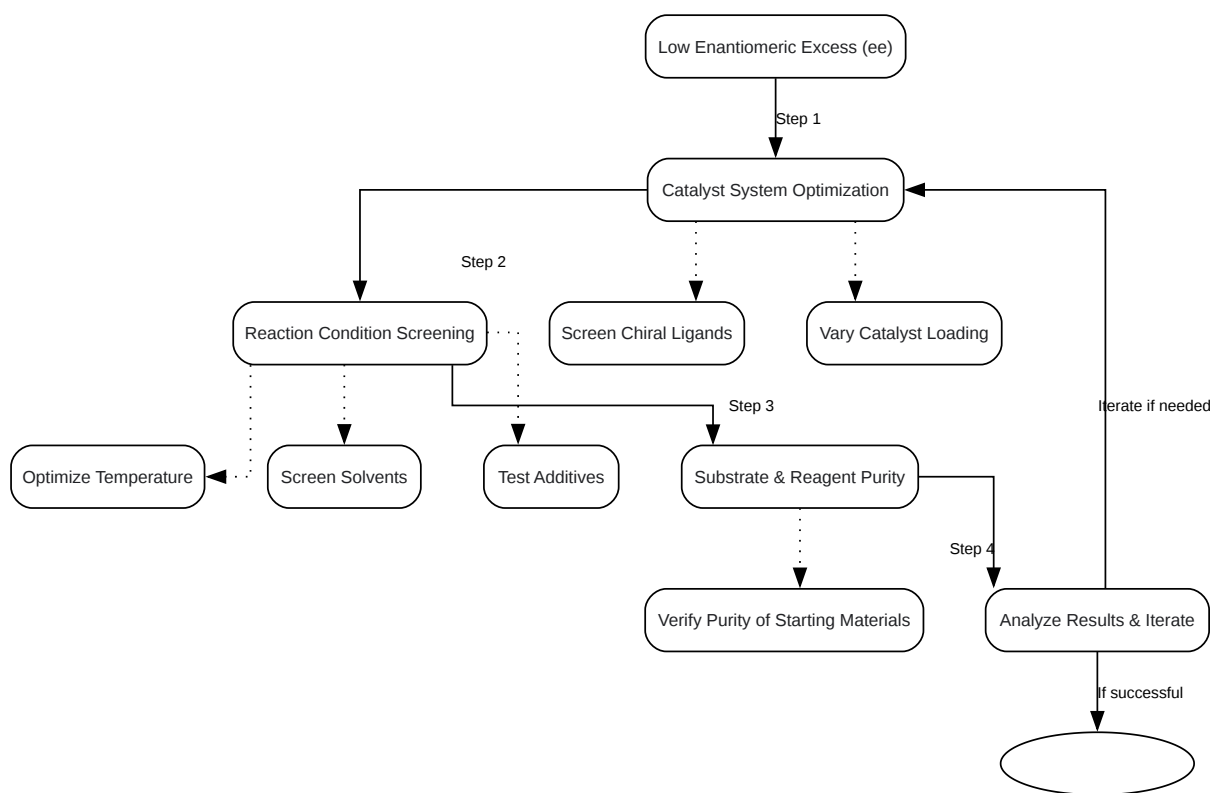 Low Enantiomeric Excess (ee)
Step 1
Catalyst System Optimization
Step 2
Reaction Condition Screening
Screen Chiral Ligands
Vary Catalyst Loading
Step 3
Iterate if needed
Optimize Temperature
Screen Solvents
Test Additives
Substrate & Reagent Purity
Step 4
Verify Purity of Starting Materials
Analyze Results & Iterate
If successful